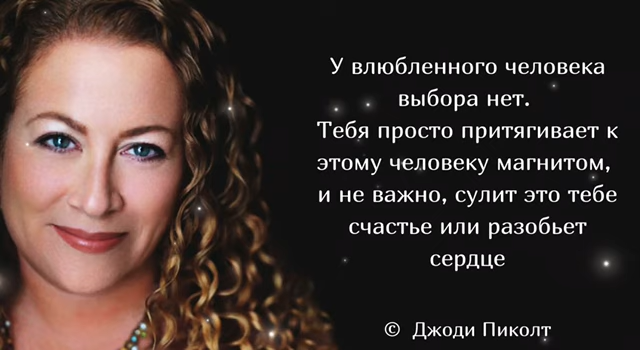 У влюбленного человека
выбора нет.
Тебя просто притягивает к
этому человеку магнитом,
и не важно, сулит это тебе
счастье или разобьет
сердце
© Джоди Пиколт